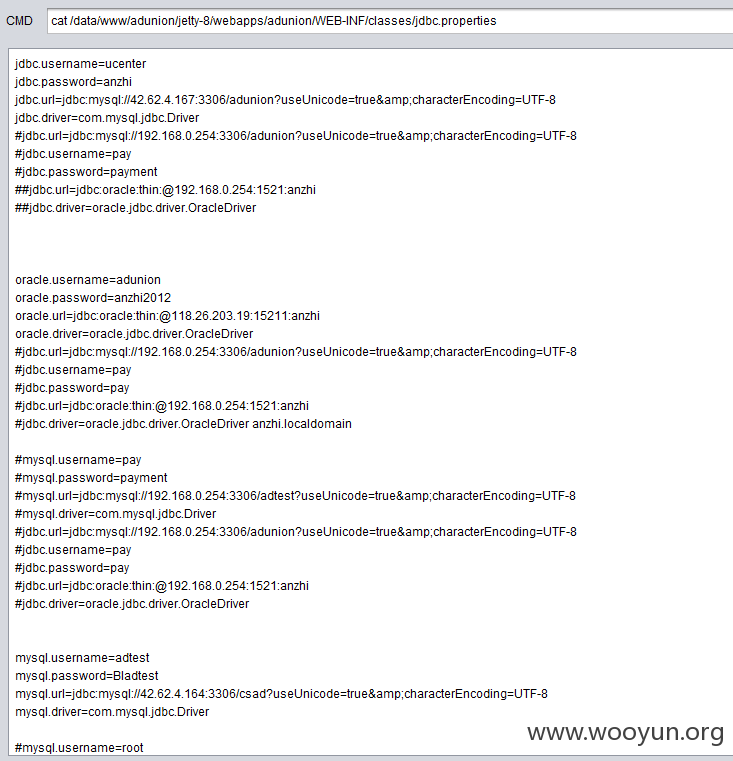 CMD cat /data/www/adunion/jetty-8/webapps/adunion/WEB-INF/classes/jdbc.properties
jdbc.username=ucenter
jdbc.password=anzhi
jdbc.url=jdbc:mysql://42.62.4.167:3306/adunion?useUnicode=true&amp;characterEncoding=UTF-8
jdbc.driver=com.mysql.jdbc.Driver
#jdbc.url=jdbc:mysql://192.168.0.254:3306/adunion?useUnicode=true&amp;characterEncoding=UTF-8
#jdbc.username=pay
#jdbc.password=payment
##jdbc.url=jdbc:oracle:thin:@192.168.0.254:1521:anzhi
##jdbc.driver=oracle.jdbc.driver.OracleDriver
oracle.username=adunion
oracle.password=anzhi2012
oracle.url=jdbc:oracle:thin:@118.26.203.19:15211:anzhi
oracle.driver=oracle.jdbc.driver.OracleDriver
#jdbc.url=jdbc:mysql://192.168.0.254:3306/adunion?useUnicode=true&amp;characterEncoding=UTF-8
#jdbc.username=pay
#jdbc.password=pay
#jdbc.url=jdbc:oracle:thin:@192.168.0.254:1521:anzhi
#jdbc.driver=oracle.jdbc.driver.OracleDriver anzhi.localdomain
#mysql.username=pay
#mysql.password=payment
#mysql.url=jdbc:mysql://192.168.0.254:3306/adtest?useUnicode=true&amp;characterEncoding=UTF-8
#mysql.driver=com.mysql.jdbc.Driver
#jdbc.url=jdbc:mysql://192.168.0.254:3306/adunion?useUnicode=true&amp;characterEncoding=UTF-8
#jdbc.username=pay
#jdbc.password=pay
#jdbc.url=jdbc:oracle:thin:@192.168.0.254:1521:anzhi
#jdbc.driver=oracle.jdbc.driver.OracleDriver
mysql.username=adtest
mysql.password=Bladtest
mysql.url=jdbc:mysql://42.62.4.164:3306/csad?useUnicode=true&amp;characterEncoding=UTF-8
mysql.driver=com.mysql.jdbc.Driver
#mysql.username=root
www.wooyun.org